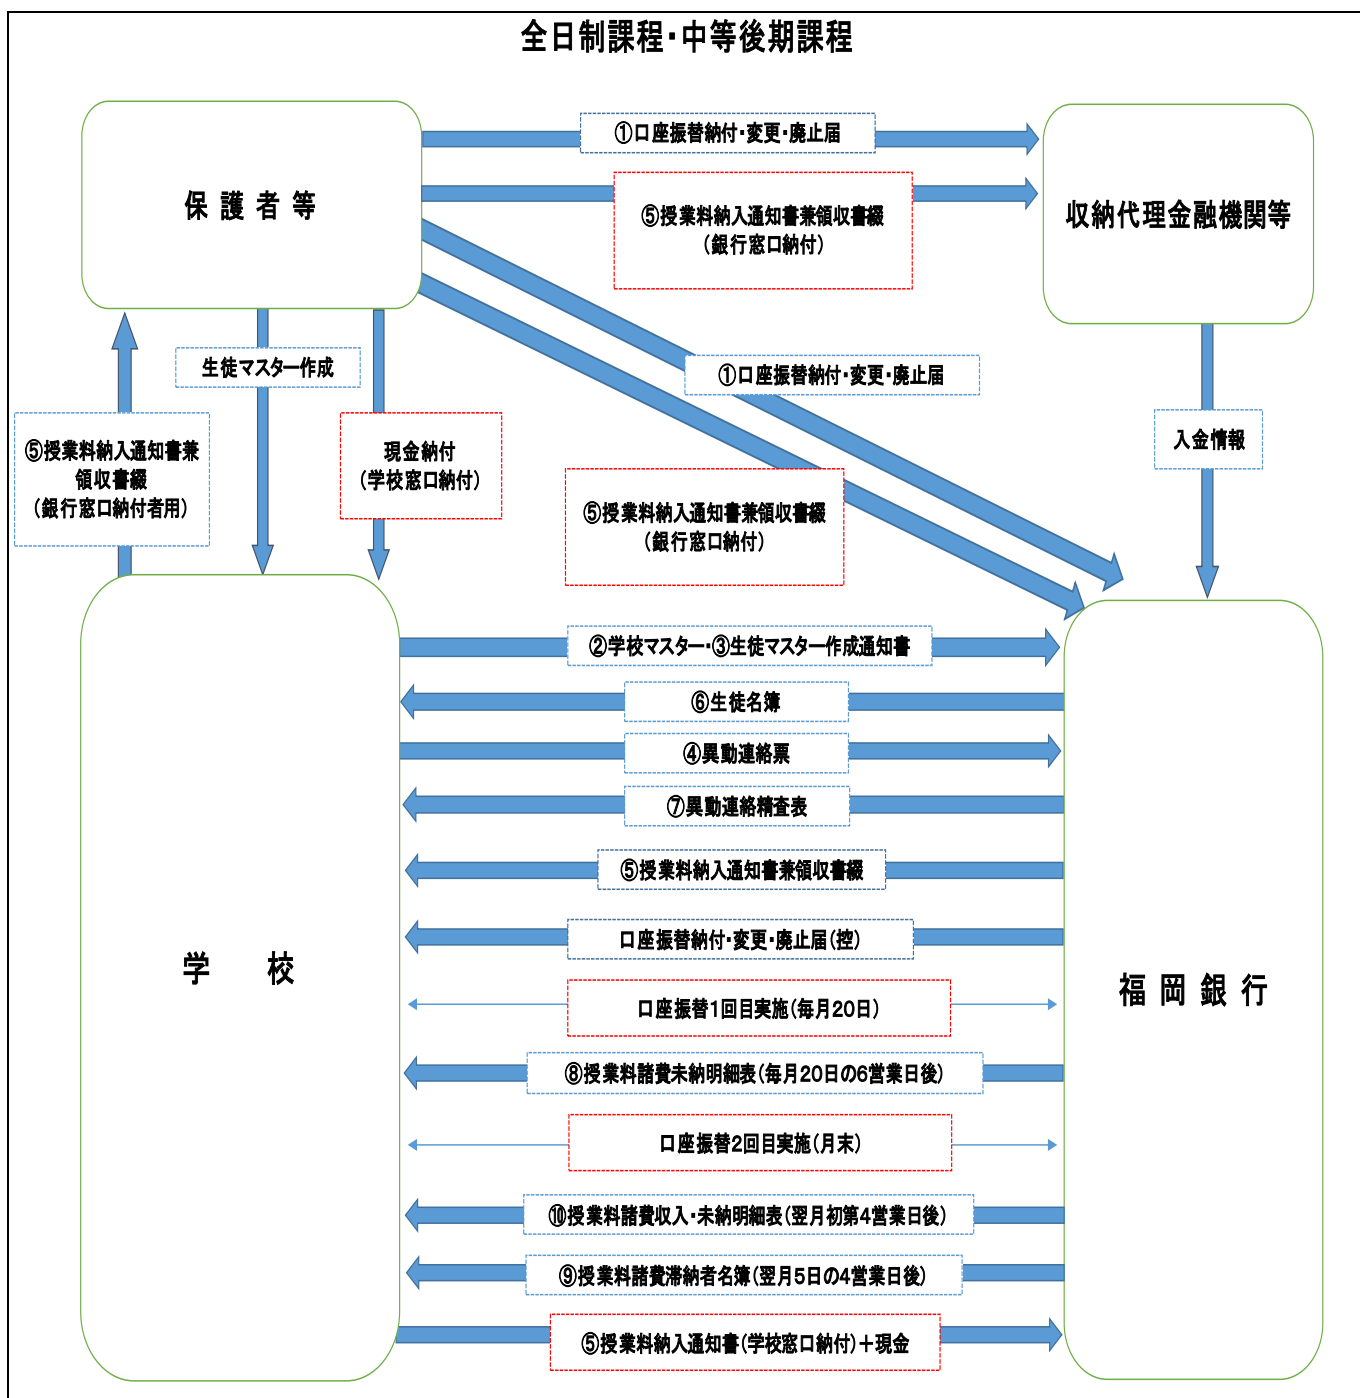 全日制課程・中等後期課程
①口座振替納付・変更・廃止届
保護者等
⑤授業料納入通知書兼領収書綴
(銀行窓口納付)
収納代理金融機関等
生徒マスター作成
①口座振替納付・変更・廃止届
⑤授業料納入通知書兼
領収書綴
(銀行窓口納付者用)
現金納付
(学校窓口納付)
入金情報
⑤授業料納入通知書兼領収書綴
(銀行窓口納付)
②学校マスター・③生徒マスター作成通知書
⑥生徒名簿
④異動連絡票
⑦異動連絡精査表
⑤授業料納入通知書兼領収書綴
口座振替納付・変更・廃止届(控)
学 校
福岡銀行
口座振替1回目実施(毎月20日)
⑧授業料諸費未納明細表(毎月20日の6営業日後)
口座振替2回目実施(月末)
⑩授業料諸費収入・未納明細表(翌月初第4営業日後)
⑨授業料諸費滞納者名簿(翌月5日の4営業日後)
⑤授業料納入通知書(学校窓口納付)+現金